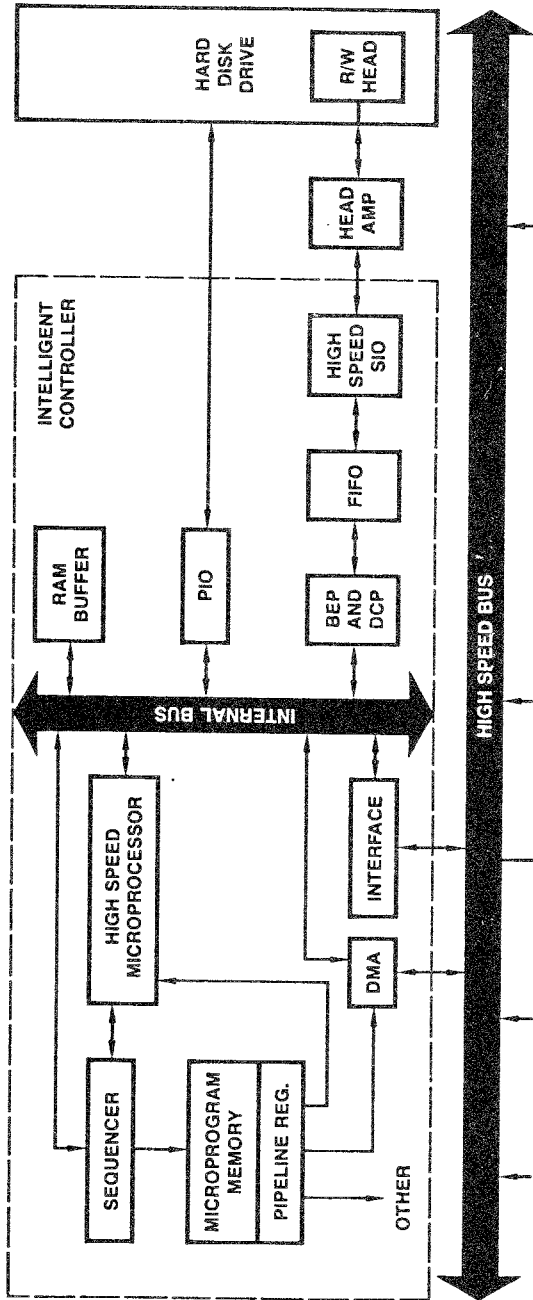 INTELLIGENT
CONTROLLER
HARD
DISK
DRIVE
R/W
HEAD
HEAD
AMP
HIGH
SPEED
SIO
FIFO
BEP
AND
DCP
PIO
RAM
BUFFER
INTERNAL BUS
HIGH SPEED
MICROPROCESSOR
SEQUENCER
MICROPROGRAM
MEMORY
PIPELINE REG.
OTHER
DMA
INTERFACE
HIGH SPEED BUS